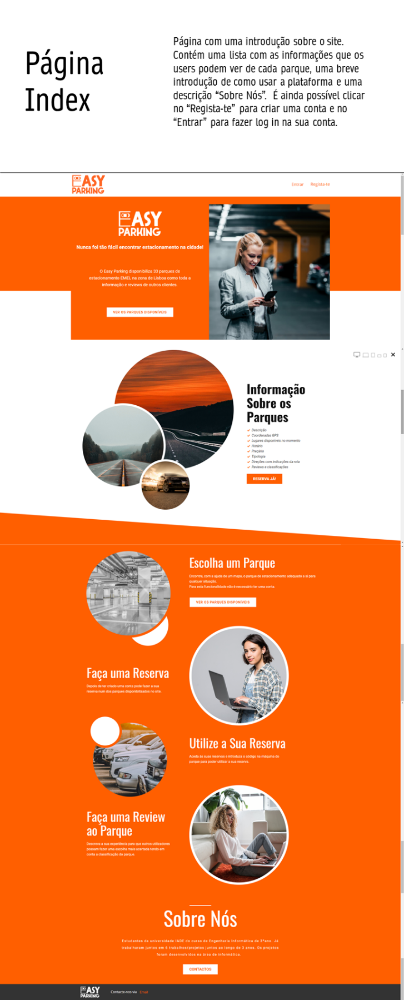 Página
Index
Página com uma introdução sobre o site.
Contém uma lista com as informações que os
users podem ver de cada parque, uma breve
introdução de como usar a plataforma e uma
descrição “Sobre Nós”.  É ainda possível clicar
no “Regista-te” para criar uma conta e no
“Entrar” para fazer log in na sua conta.
EASY
PARKING
Entrar Regista-te
EASY
PARKING
Nunca foi tão fácil encontrar estacionamento na cidade!
O Easy Parking disponibiliza 33 parques de
estacionamento EMEL na zona de Lisboa como toda a
informação e reviews de outros clientes.
VER OS PARQUES DISPONÍVEIS
Informação
Sobre os
Parques
Descrição
Coordenadas GPS
Lugares disponíveis no momento
Horário
Preçário
Tipologia
Direções com indicações da rota
Reviews e classificações
RESERVA JÁ!
Escolha um Parque
Encontre, com a ajuda de um mapa, o parque de estacionamento adequado a si para
qualquer situação.
Para esta funcionalidade não é necessário ter uma conta.
VER OS PARQUES DISPONÍVEIS
Faça uma Reserva
Depois de ter criado uma conta pode fazer a sua
reserva num dos parques disponibilizados no site.
Utilize a Sua Reserva
Aceda às suas reservas e introduza o código na máquina do
parque para poder utilizar a sua reserva.
Faça uma Review
ao Parque
Descreva a sua experiência para que outros utilizadores
possam fazer uma escolha mais acertada tendo em
conta a classificação do parque.
Sobre Nós
Estudantes da universidade IADE do curso de Engenharia Informática de 3ºano. Já
trabalharam juntos em 6 trabalhos/projetos juntos ao longo de 3 anos. Os projetos
foram desenvolvidos na área de informática.
CONTACTOS
EASY
PARKING
Contacte-nos via Email